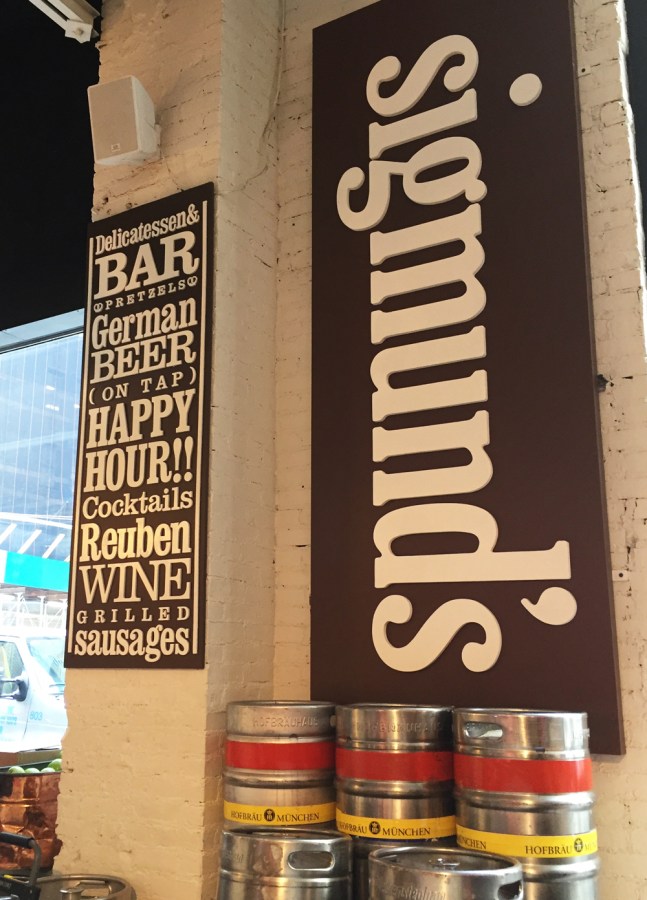 Delicatessen&
BAR
PRETZELS
German
BEER
(ON TAP)
HAPPY
HOUR!!
Cocktails
Reuben
WINE
GRILLED
sausages
sigmund's
HOFBRÄUHAUS
HOFBRÄU MÜNCHEN
HOFBRÄU MÜNCHEN
MÜNCHEN HOFBRÄU